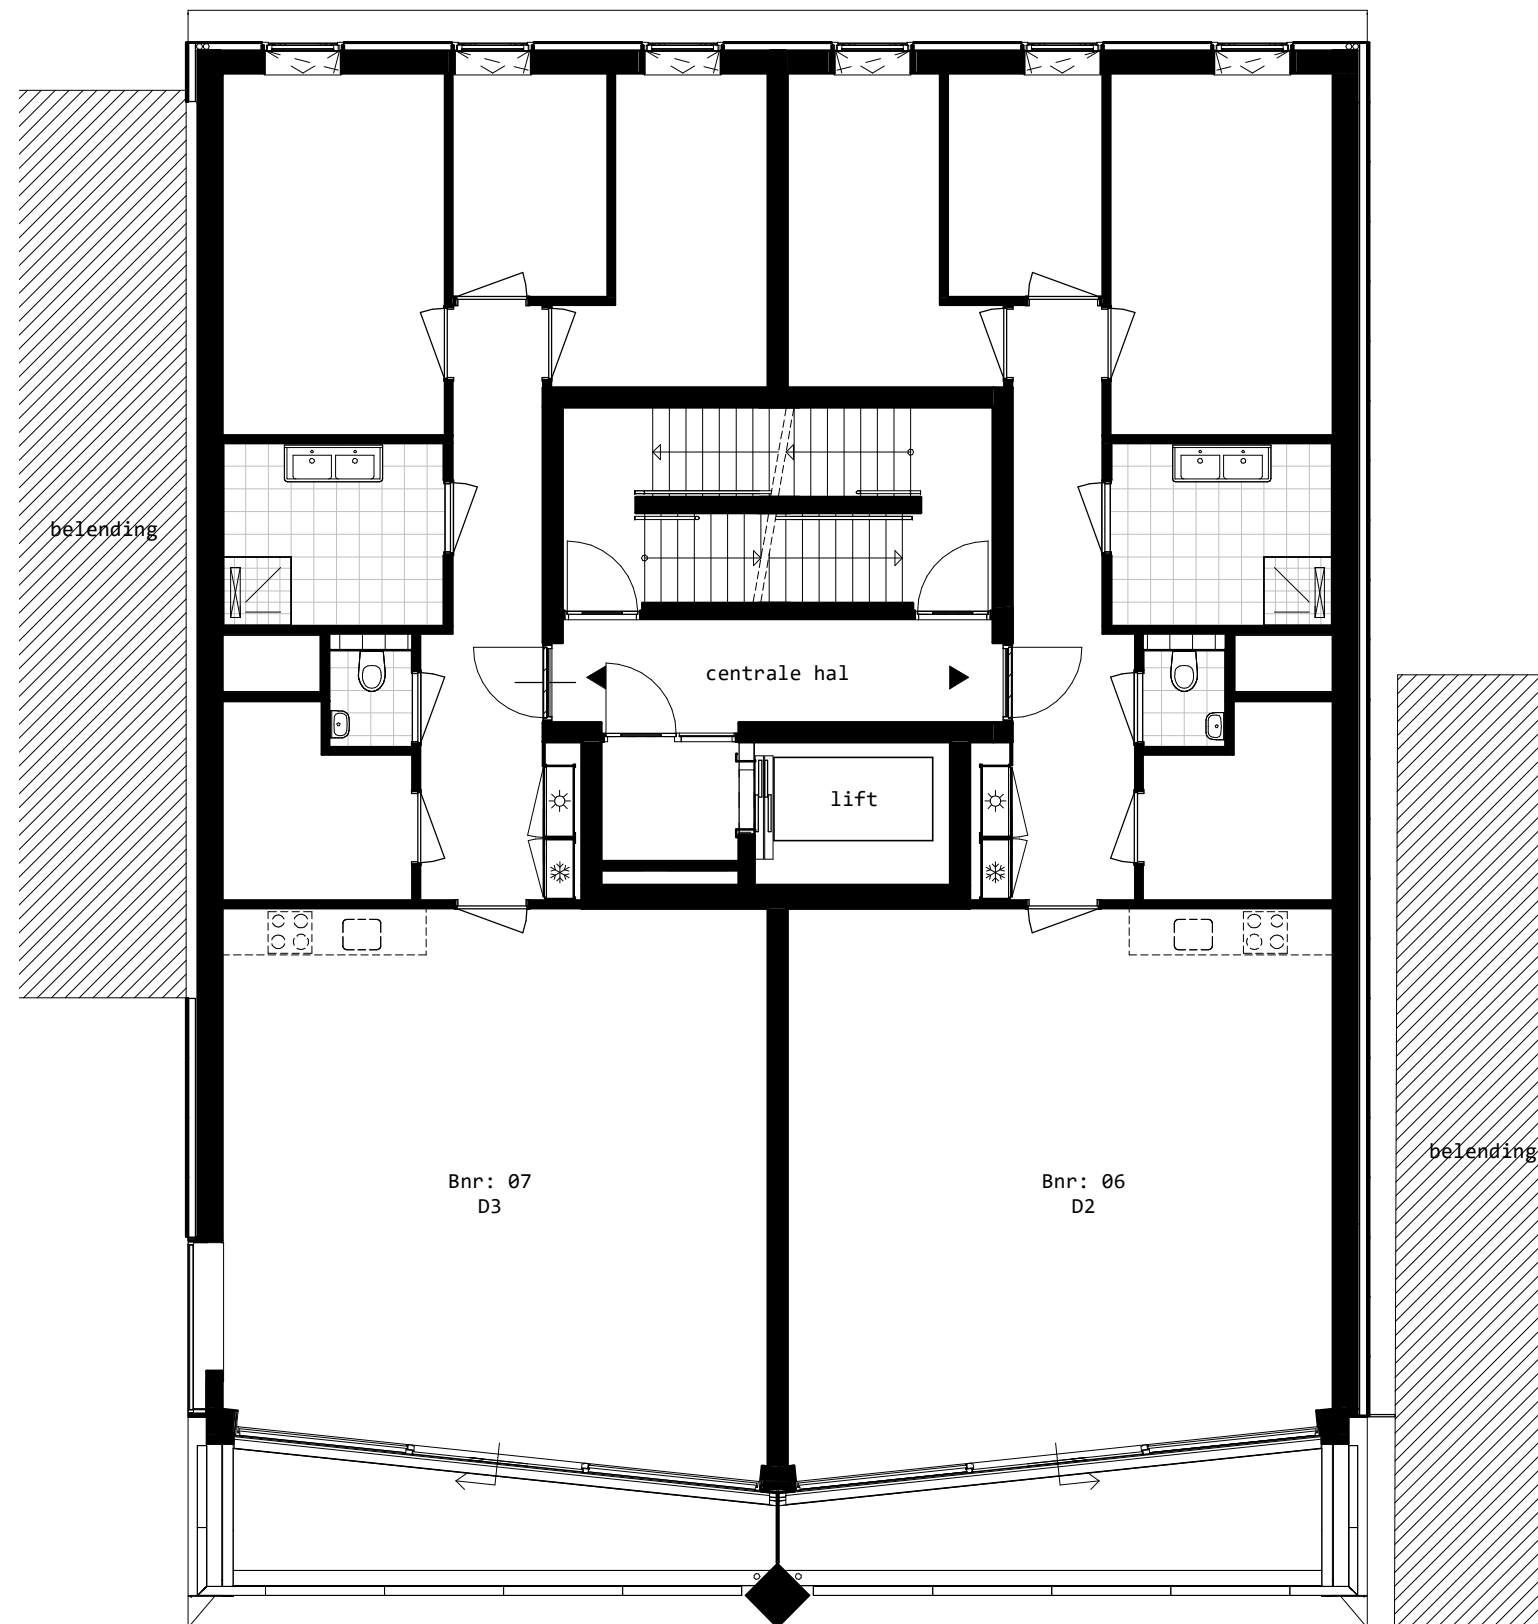 belending
centrale hal
lift
belending
Bnr: 07
D3
Bnr: 06
D2